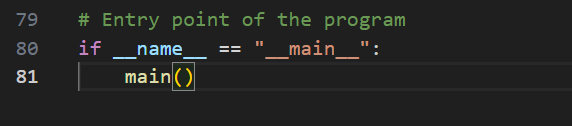 79 # Entry point of the program
80 if __name__ == "__main__":
81     main()